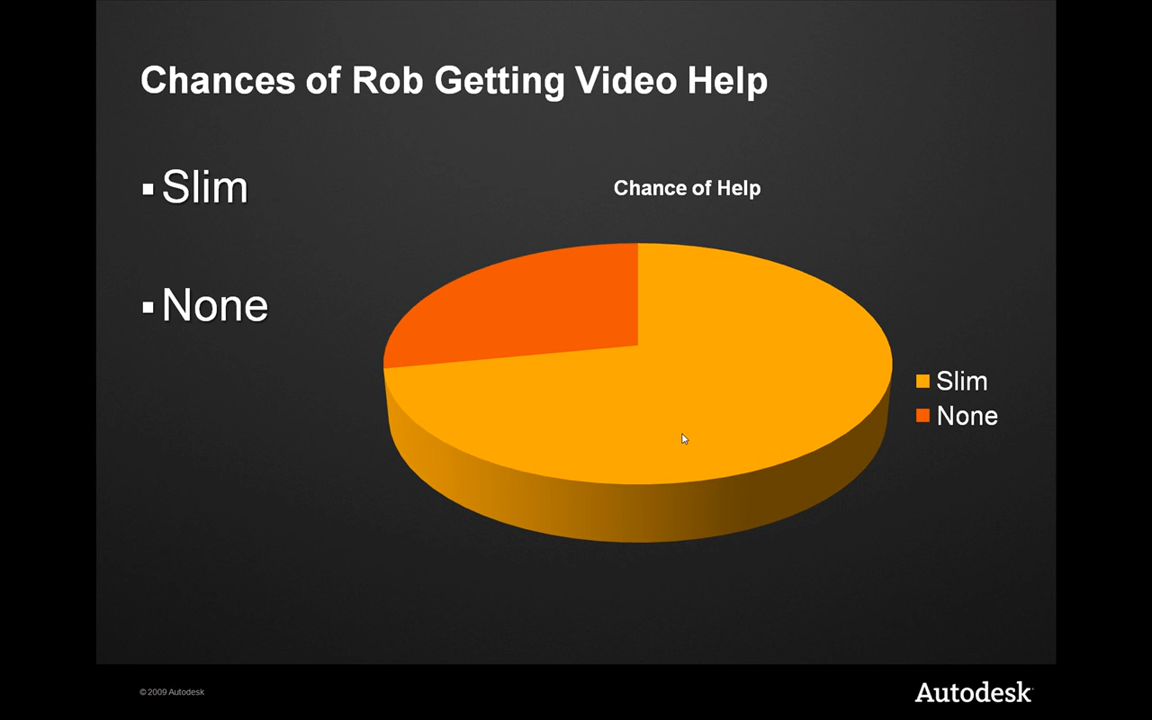 Chances of Rob Getting Video Help
▪ Slim
▪ None
Chance of Help
Slim
None
© 2009 Autodesk
Autodesk